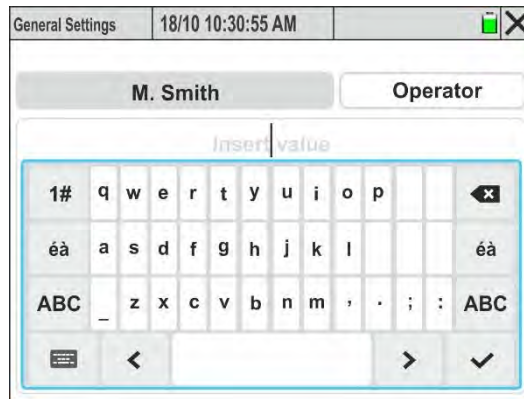 General Settings 18/10 10:30:55 AM
M. Smith Operator
Insert value
1# q w e r t y u i o p
éà a s d f g h j k l éà
ABC _ z x c v b n m , . ; : ABC
< >